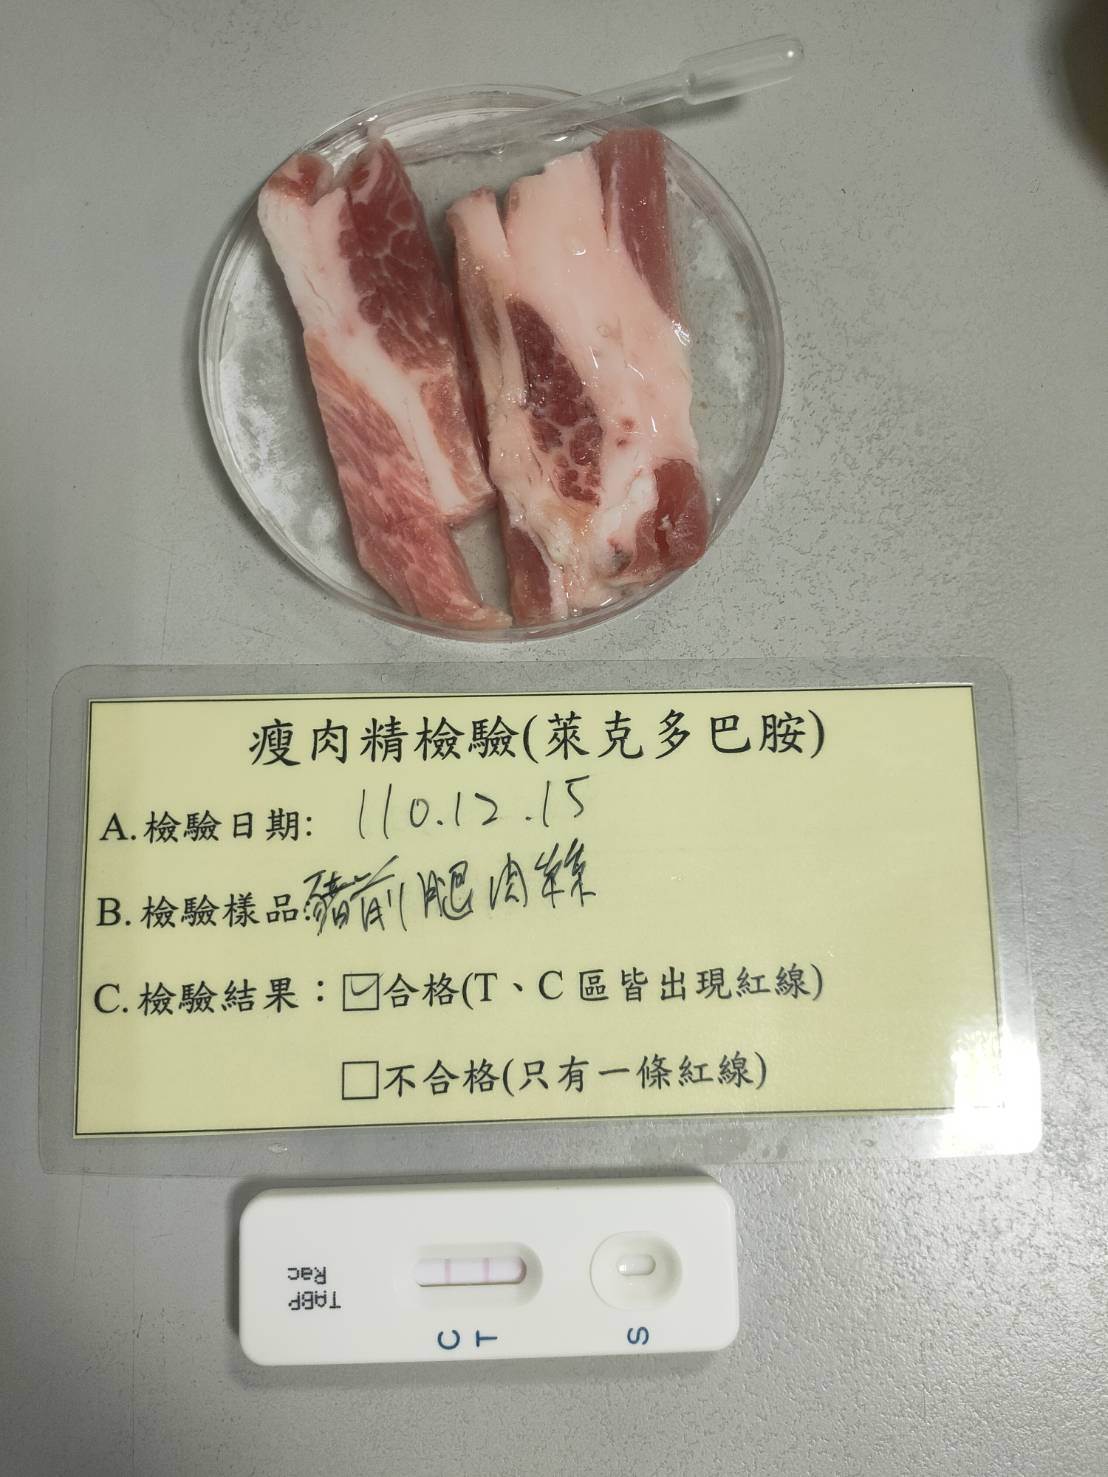 瘦肉精檢驗(萊克多巴胺)
A.檢驗日期: 110.12.15
B.檢驗樣品豬前腿肉絲
C.檢驗結果：☑合格(T、C區皆出現紅線)
☐不合格(只有一條紅線)
TABP
Rac
C T S